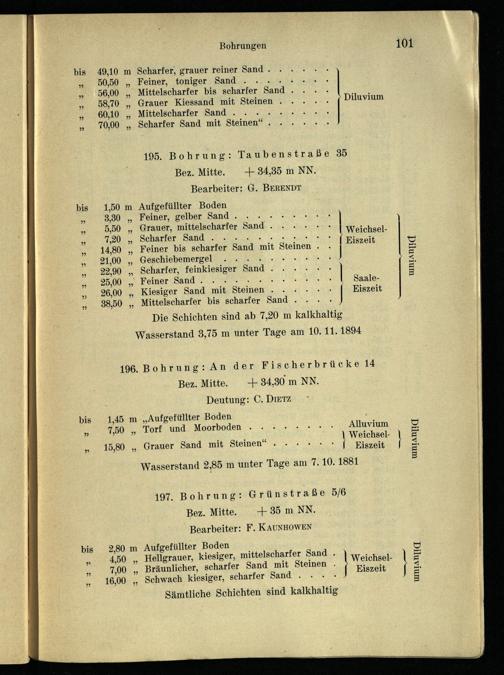 Bohrungen 101
bis 49,10 m Scharfer, grauer reiner Sand . . . . . .
„ 50,50 „ Feiner, toniger Sand . . . . . . .
„ 56,00 „ Mittelscharfer bis scharfer Sand . . . .
„ 58,70 „ Grauer Kiessand mit Steinen . . . . . Diluvium
„ 60,10 „ Mittelscharfer Sand . . . . . . . .
„ 70,00 „ Scharfer Sand mit Steinen“ . . . . . .
195. Bohrung: Taubenstraße 35
Bez. Mitte. + 34,35 m NN.
Bearbeiter: G. Berendt
bis 1,50 m Aufgefüllter Boden
„ 3,30 „ Feiner, gelber Sand . . . . . . . . .
„ 5,50 „ Grauer, mittelscharfer Sand . . . . . . Weichsel-
„ 7,20 „ Scharfer Sand . . . . . . . . . . Eiszeit
„ 14,80 „ Feiner bis scharfer Sand mit Steinen . .
„ 21,00 „ Geschiebemergel . . . . . . . . . Diluvium
„ 22,90 „ Scharfer, feinkiesiger Sand . . . . . .
„ 25,00 „ Feiner Sand . . . . . . . . . . Saale-
„ 26,00 „ Kiesiger Sand mit Steinen . . . . . . Eiszeit
„ 38,50 „ Mittelscharfer bis scharfer Sand . . . .
Die Schichten sind ab 7,20 m kalkhaltig
Wasserstand 3,75 m unter Tage am 10. 11. 1894
196. Bohrung: An der Fischerbrücke 14
Bez. Mitte. + 34,30 m NN.
Deutung: C. Dietz
bis 1,45 m „Aufgefüllter Boden
„ 7,50 „ Torf und Moorboden . . . . . . . . Alluvium
Weichsel- Diluvium
„ 15,80 „ Grauer Sand mit Steinen“ . . . . . . Eiszeit
Wasserstand 2,85 m unter Tage am 7. 10. 1881
197. Bohrung: Grünstraße 5/6
Bez. Mitte. + 35 m NN.
Bearbeiter: F. Kaunhowen
bis 2,80 m Aufgefüllter Boden
„ 4,50 „ Hellgrauer, kiesiger, mittelscharfer Sand . Weichsel-
„ 7,00 „ Bräunlicher, scharfer Sand mit Steinen . Eiszeit Diluvium
„ 16,00 „ Schwach kiesiger, scharfer Sand . . . .
Sämtliche Schichten sind kalkhaltig